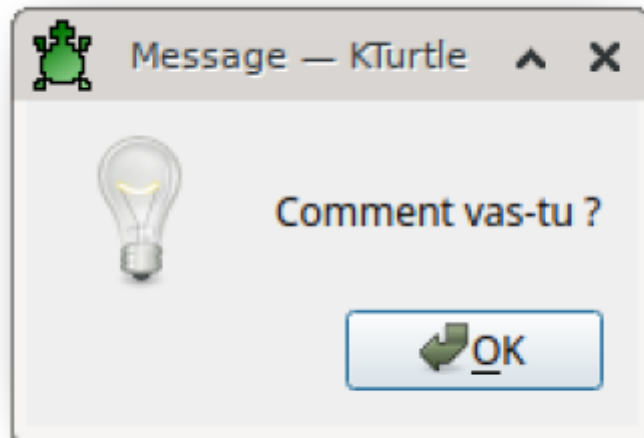 Message — KTurtle
Comment vas-tu ?
OK